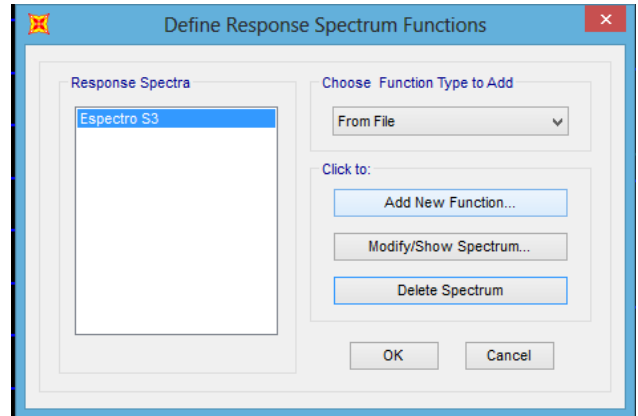 Define Response Spectrum Functions
Response Spectra
Espectro S3
Choose Function Type to Add
From File
Click to:
Add New Function...
Modify/Show Spectrum...
Delete Spectrum
OK
Cancel